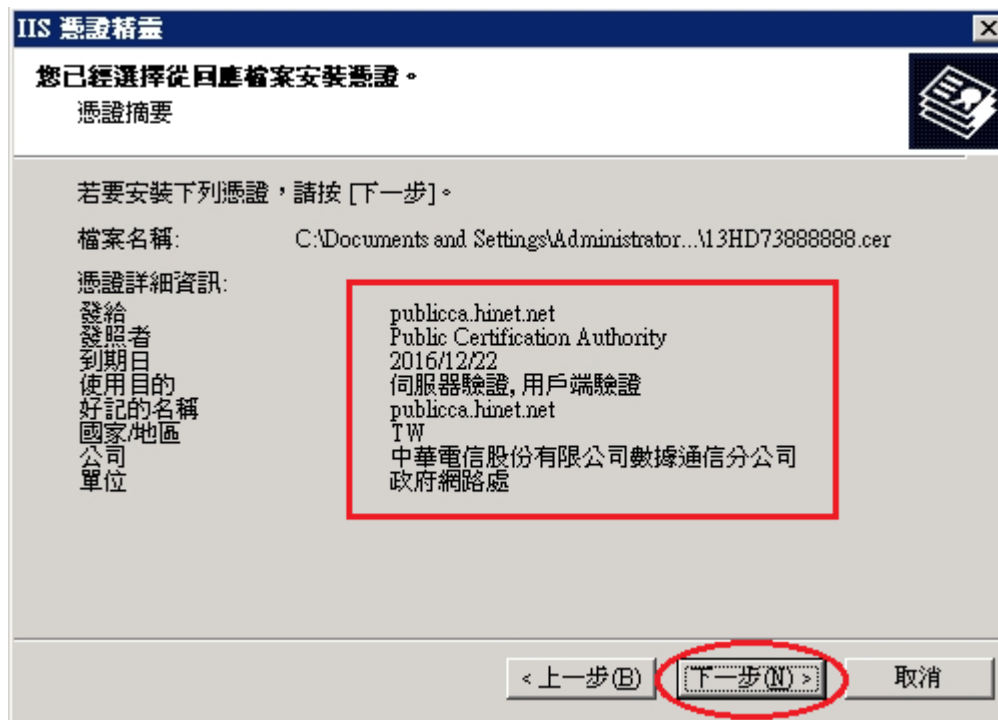 IIS 憑證精靈
您已經選擇從回應檔案安裝憑證。
憑證摘要
若要安裝下列憑證，請按 [下一步]。
檔案名稱: C:\Documents and Settings\Administrator...\13HD73888888.cer
憑證詳細資訊:
發給 publicca.hinet.net
發照者 Public Certification Authority
到期日 2016/12/22
使用目的 伺服器驗證, 用戶端驗證
好記的名稱 publicca.hinet.net
國家/地區 TW
公司 中華電信股份有限公司數據通信分公司
單位 政府網路處
< 上一步(B) 下一步(N) > 取消